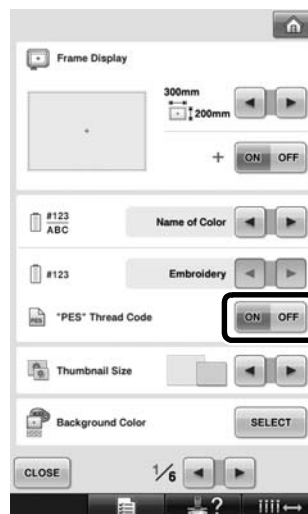 Frame Display
300mm
200mm
+ ON OFF
#123
ABC
Name of Color
#123
Embroidery
PES
"PES" Thread Code
ON OFF
Thumbnail Size
Background Color
SELECT
CLOSE
1/6
?